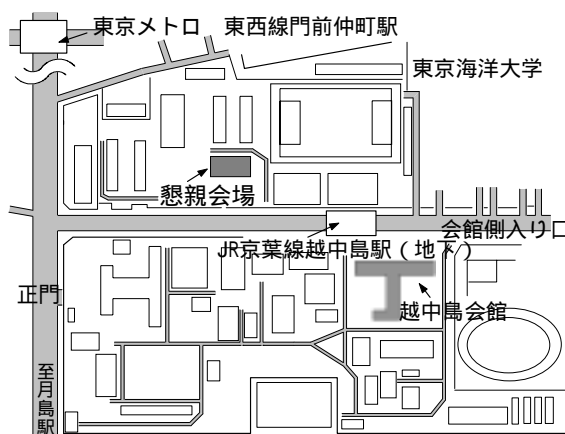 東京メトロ 東西線門前仲町駅
東京海洋大学
懇親会場
会館側入り口
JR京葉線越中島駅(地下)
正門
越中島会館
至月島駅